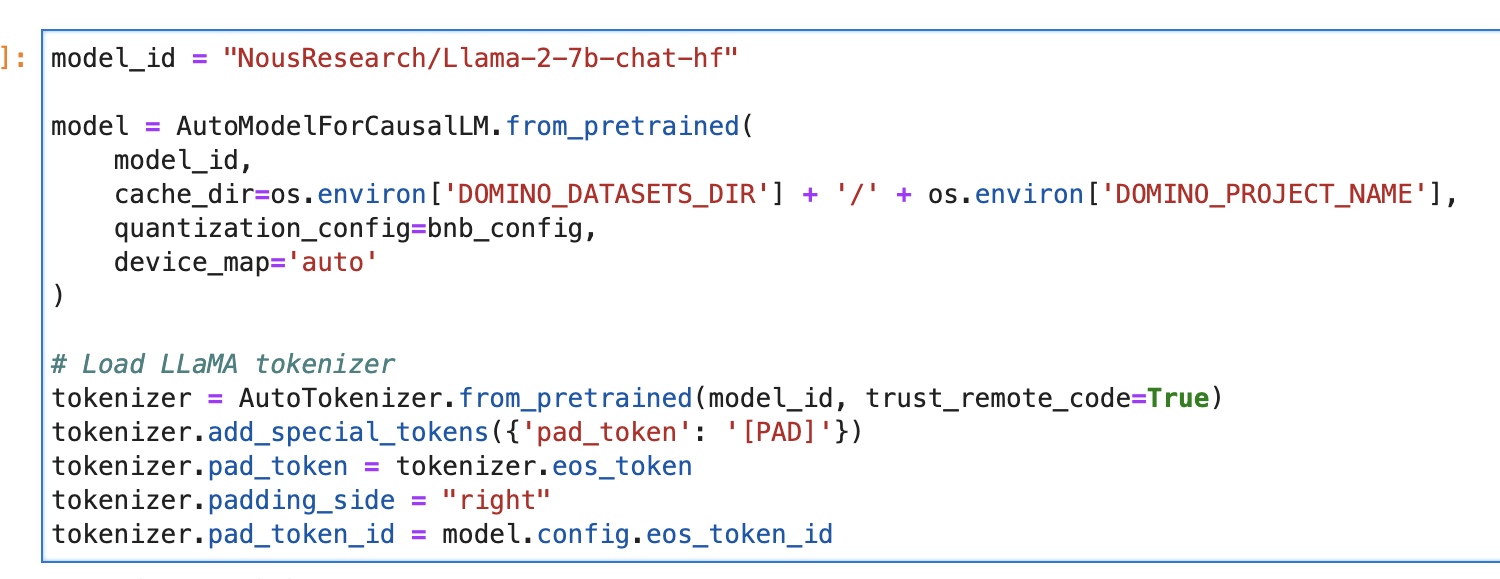 ]:
model_id = "NousResearch/Llama-2-7b-chat-hf"
model = AutoModelForCausalLM.from_pretrained(
    model_id,
    cache_dir=os.environ['DOMINO_DATASETS_DIR'] + '/' + os.environ['DOMINO_PROJECT_NAME'],
    quantization_config=bnb_config,
    device_map='auto'
)
# Load LLaMA tokenizer
tokenizer = AutoTokenizer.from_pretrained(model_id, trust_remote_code=True)
tokenizer.add_special_tokens({'pad_token': '[PAD]'})
tokenizer.pad_token = tokenizer.eos_token
tokenizer.padding_side = "right"
tokenizer.pad_token_id = model.config.eos_token_id